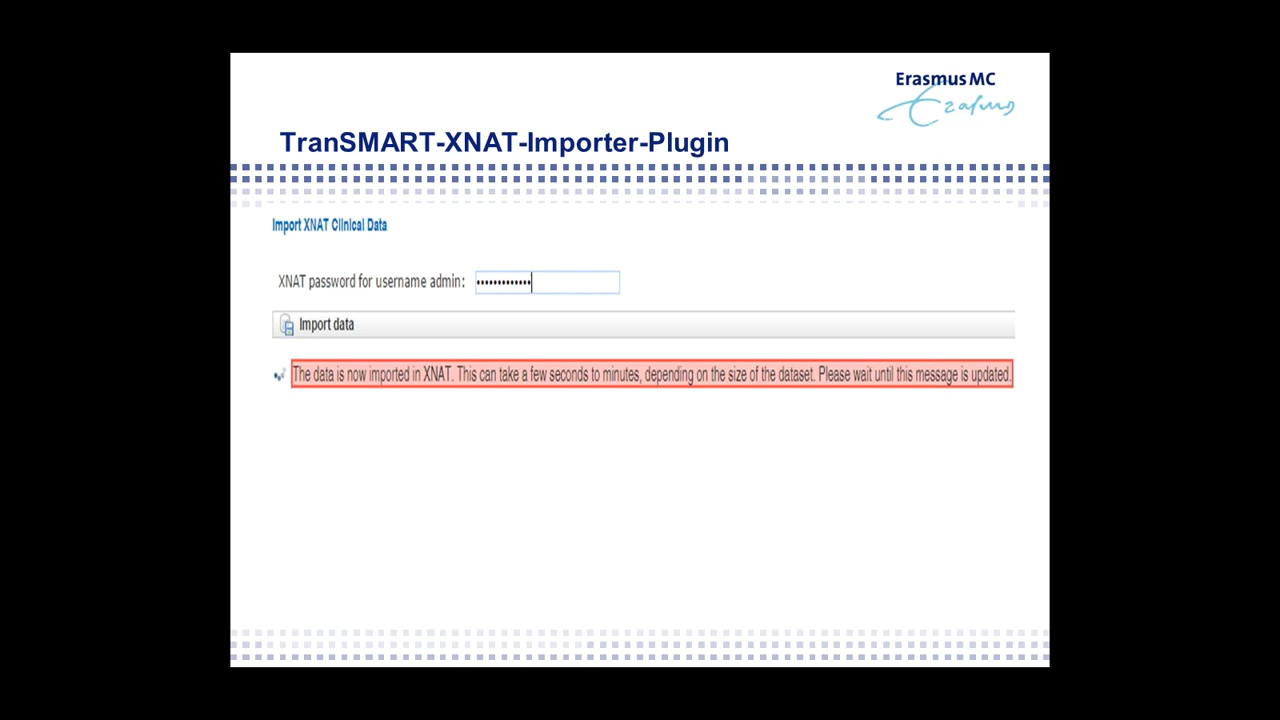 Erasmus MC
Erasmus
TranSMART-XNAT-Importer-Plugin
Import XNAT Clinical Data
XNAT password for username admin: •••••••••••••
Import data
The data is now imported in XNAT. This can take a few seconds to minutes, depending on the size of the dataset. Please wait until this message is updated.